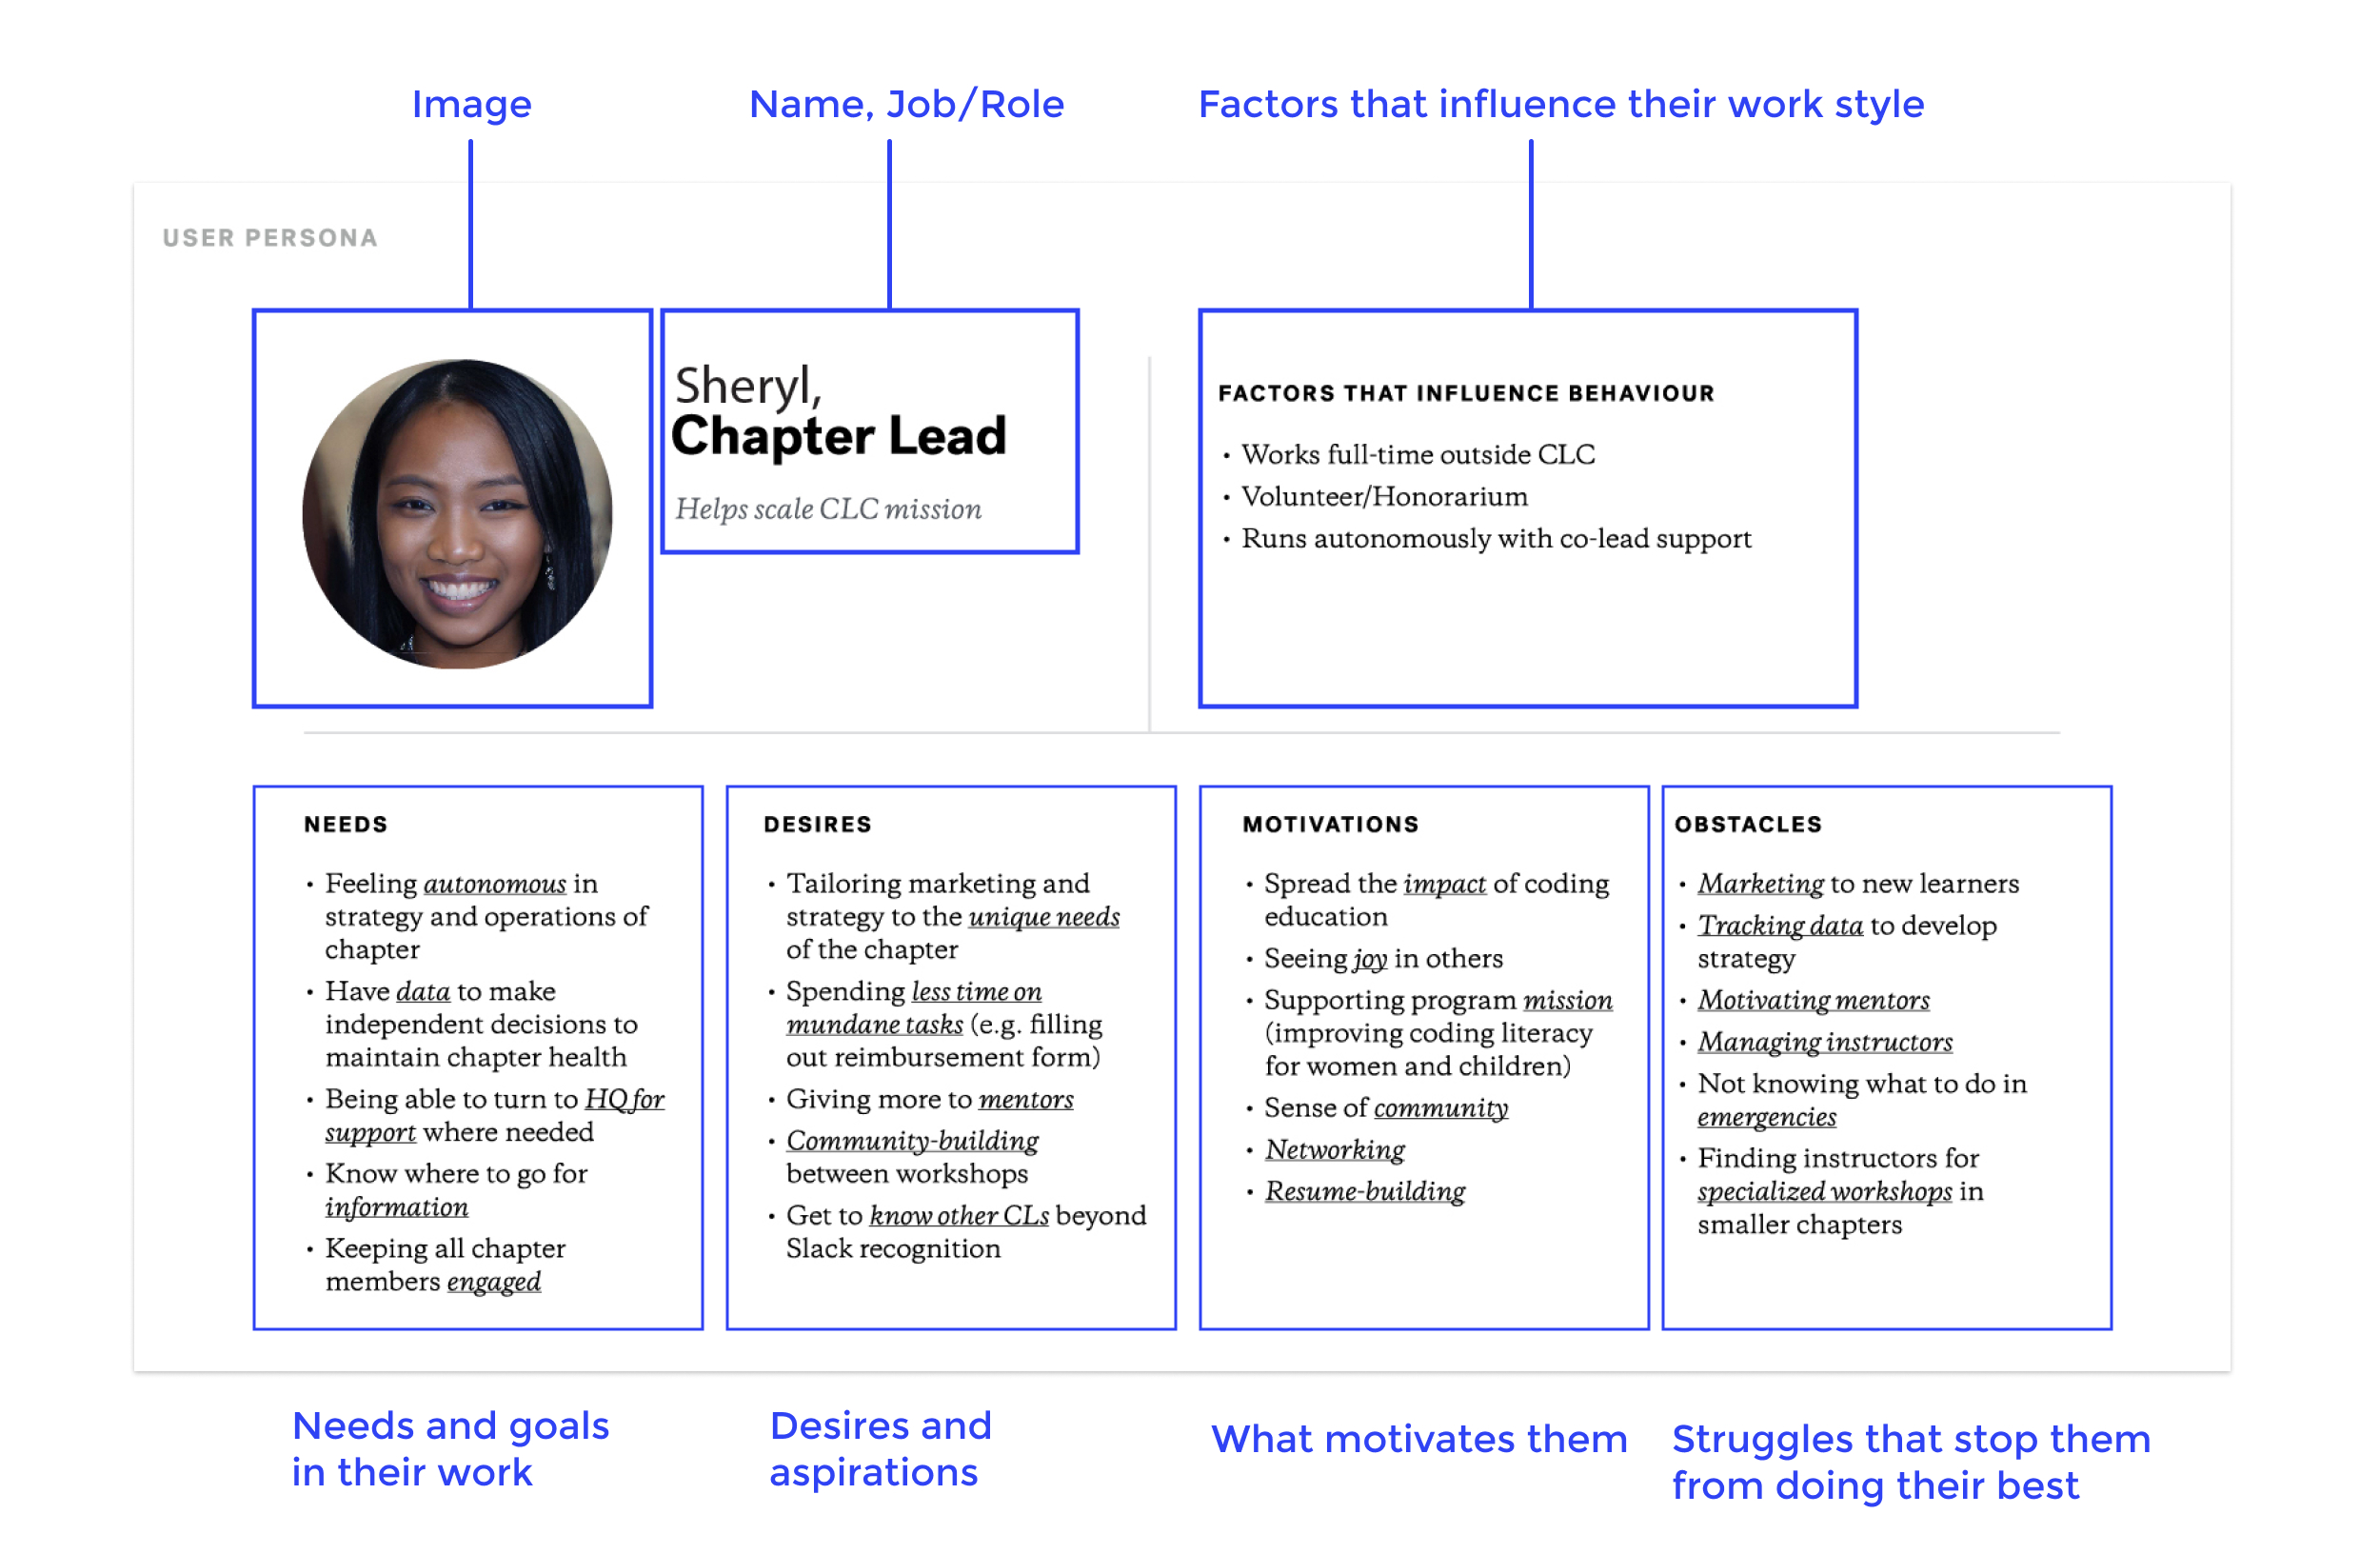 Image
Name, Job/Role
Factors that influence their work style
USER PERSONA
Sheryl,
Chapter Lead
Helps scale CLC mission
FACTORS THAT INFLUENCE BEHAVIOUR
• Works full-time outside CLC
• Volunteer/Honorarium
• Runs autonomously with co-lead support
NEEDS
• Feeling autonomous in
strategy and operations of
chapter
• Have data to make
independent decisions to
maintain chapter health
• Being able to turn to HQ for
support where needed
• Know where to go for
information
• Keeping all chapter
members engaged
DESIRES
• Tailoring marketing and
strategy to the unique needs
of the chapter
• Spending less time on
mundane tasks (e.g. filling
out reimbursement form)
• Giving more to mentors
• Community-building
between workshops
• Get to know other CLs beyond
Slack recognition
MOTIVATIONS
• Spread the impact of coding
education
• Seeing joy in others
• Supporting program mission
(improving coding literacy
for women and children)
• Sense of community
• Networking
• Resume-building
OBSTACLES
• Marketing to new learners
• Tracking data to develop
strategy
• Motivating mentors
• Managing instructors
• Not knowing what to do in
emergencies
• Finding instructors for
specialized workshops in
smaller chapters
Needs and goals
in their work
Desires and
aspirations
What motivates them
Struggles that stop them
from doing their best